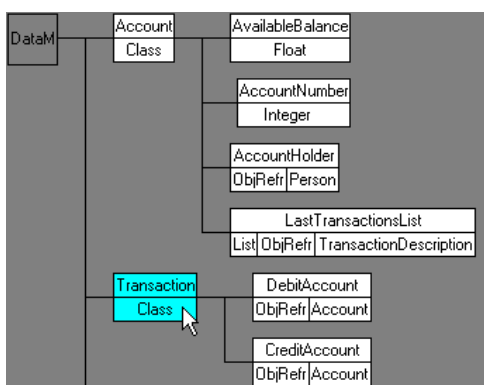 DataM
Account
Class
AvailableBalance
Float
AccountNumber
Integer
AccountHolder
ObjRefr Person
LastTransactionsList
List ObjRefr TransactionDescription
Transaction
Class
DebitAccount
ObjRefr Account
CreditAccount
ObjRefr Account